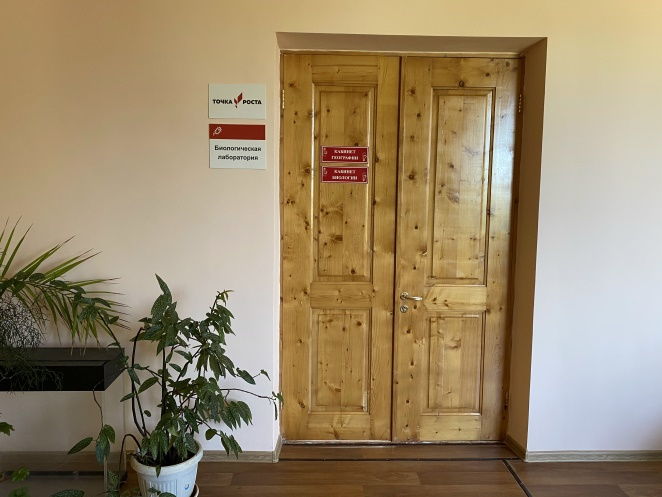 ТОЧКА РОСТА
Биологическая
лаборатория
КАБИНЕТ
ГЕОГРАФИИ
КАБИНЕТ
БИОЛОГИИ